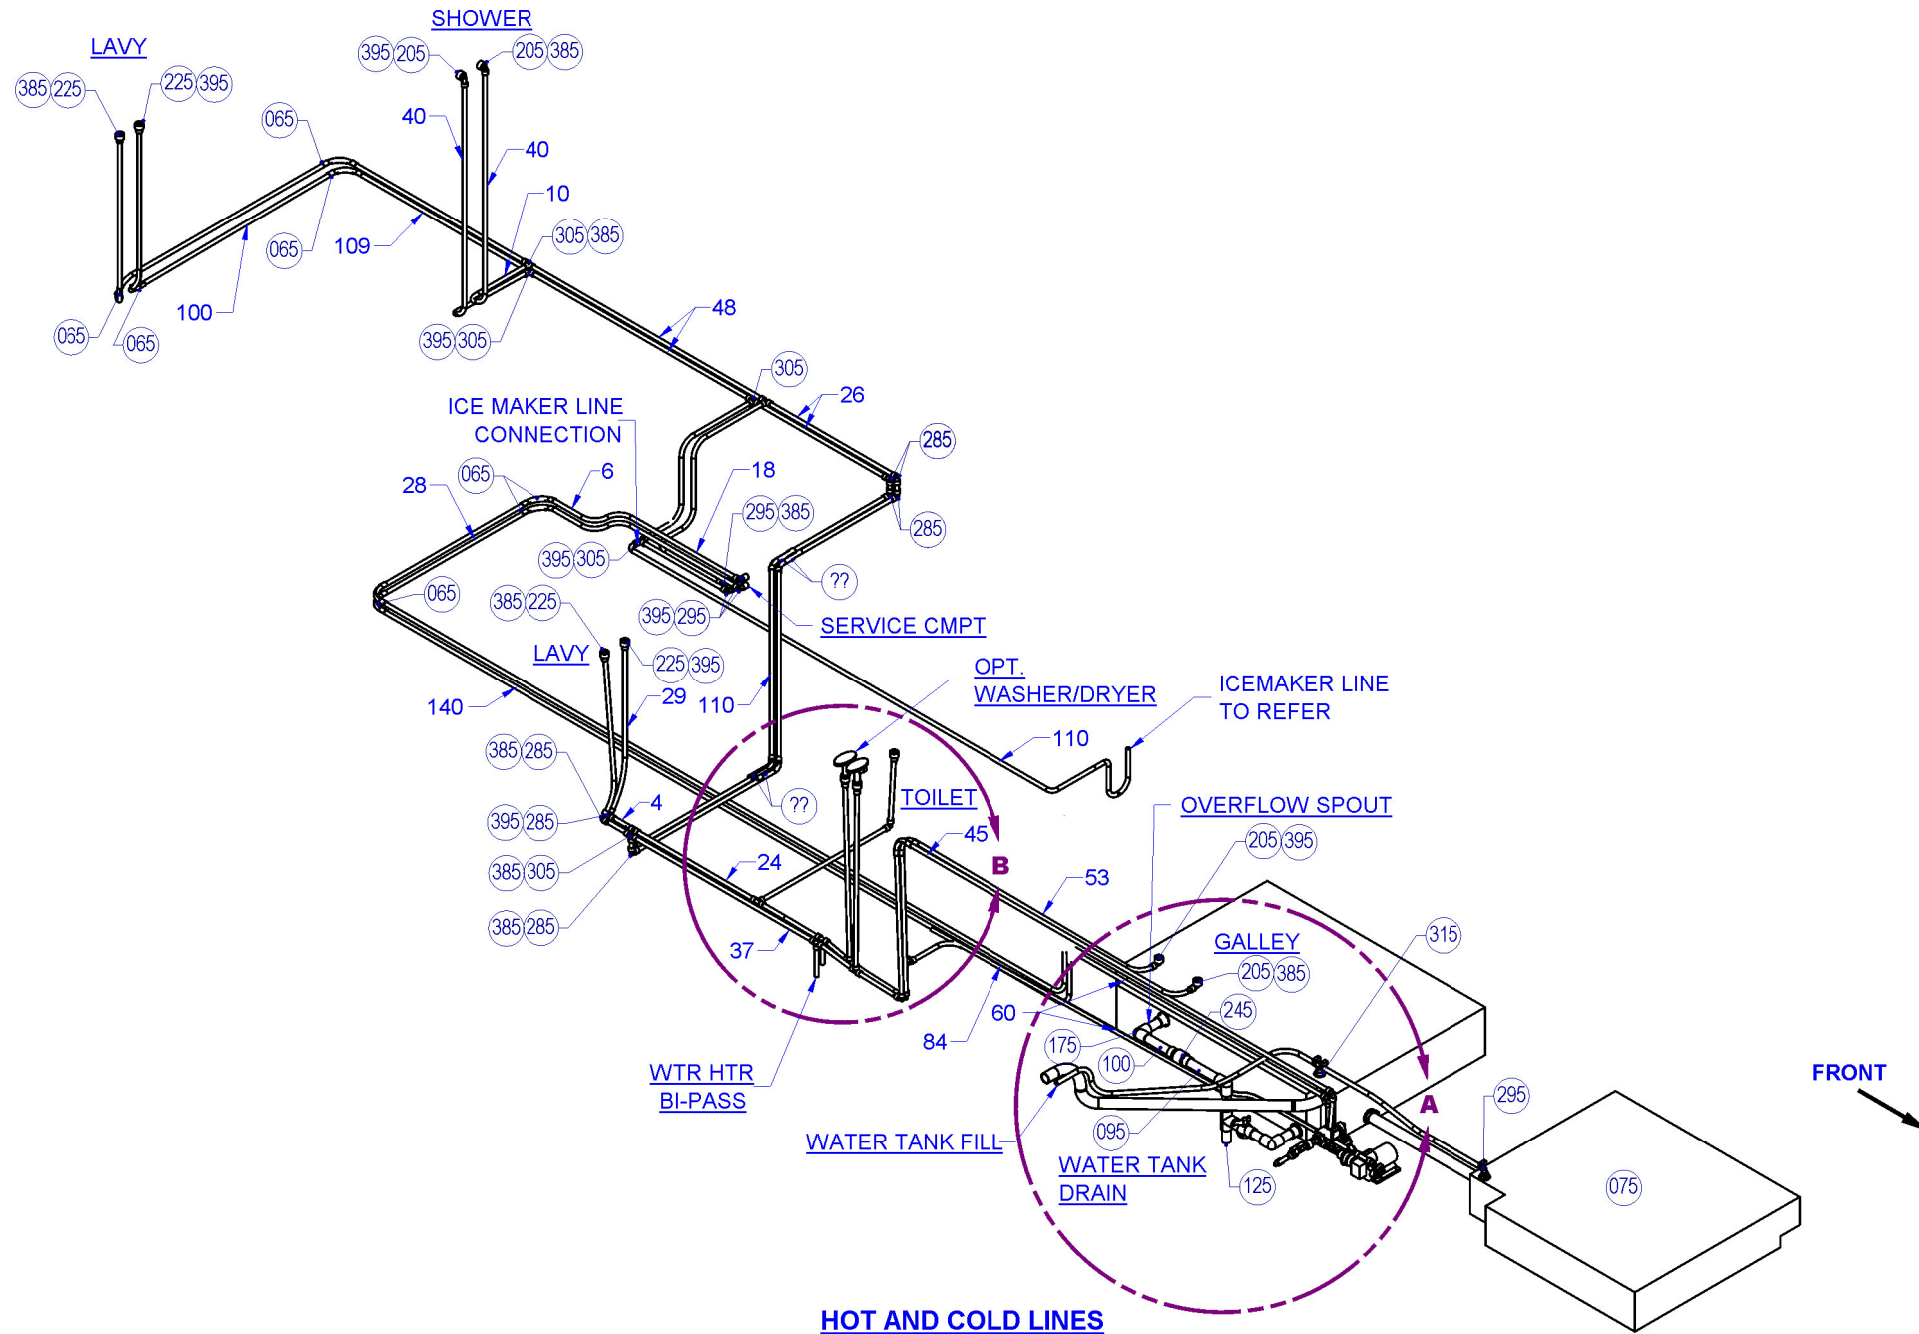 SHOWER
LAVY
395 205
205 385
385 225
225 395
065
40
40
10
305 385
065
109
100
395 305
065
065
48
305
26
ICE MAKER LINE
CONNECTION
285
065
6
18
28
295 385
285
395 305
??
065
385 225
395 295
SERVICE CMPT
LAVY
225 395
OPT.
WASHER/DRYER
ICEMAKER LINE
TO REFER
29
140
110
110
385 285
TOILET
??
OVERFLOW SPOUT
395 285
4
45
205 395
B
385 305
24
53
385 285
GALLEY
315
37
205 385
60
245
84
175
100
WTR HTR
BI-PASS
FRONT
295
A
095
WATER TANK FILL
WATER TANK
DRAIN
125
075
HOT AND COLD LINES